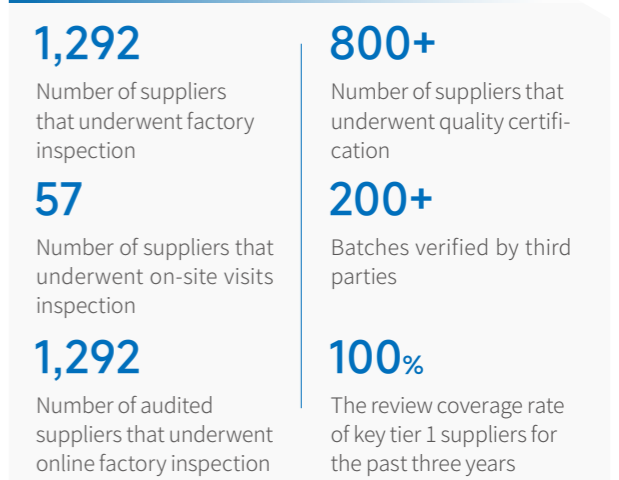 1,292
Number of suppliers
that underwent factory
inspection
57
Number of suppliers that
underwent on-site visits
inspection
1,292
Number of audited
suppliers that underwent
online factory inspection
800+
Number of suppliers that
underwent quality certifi-
cation
200+
Batches verified by third
parties
100%
The review coverage rate
of key tier 1 suppliers for
the past three years